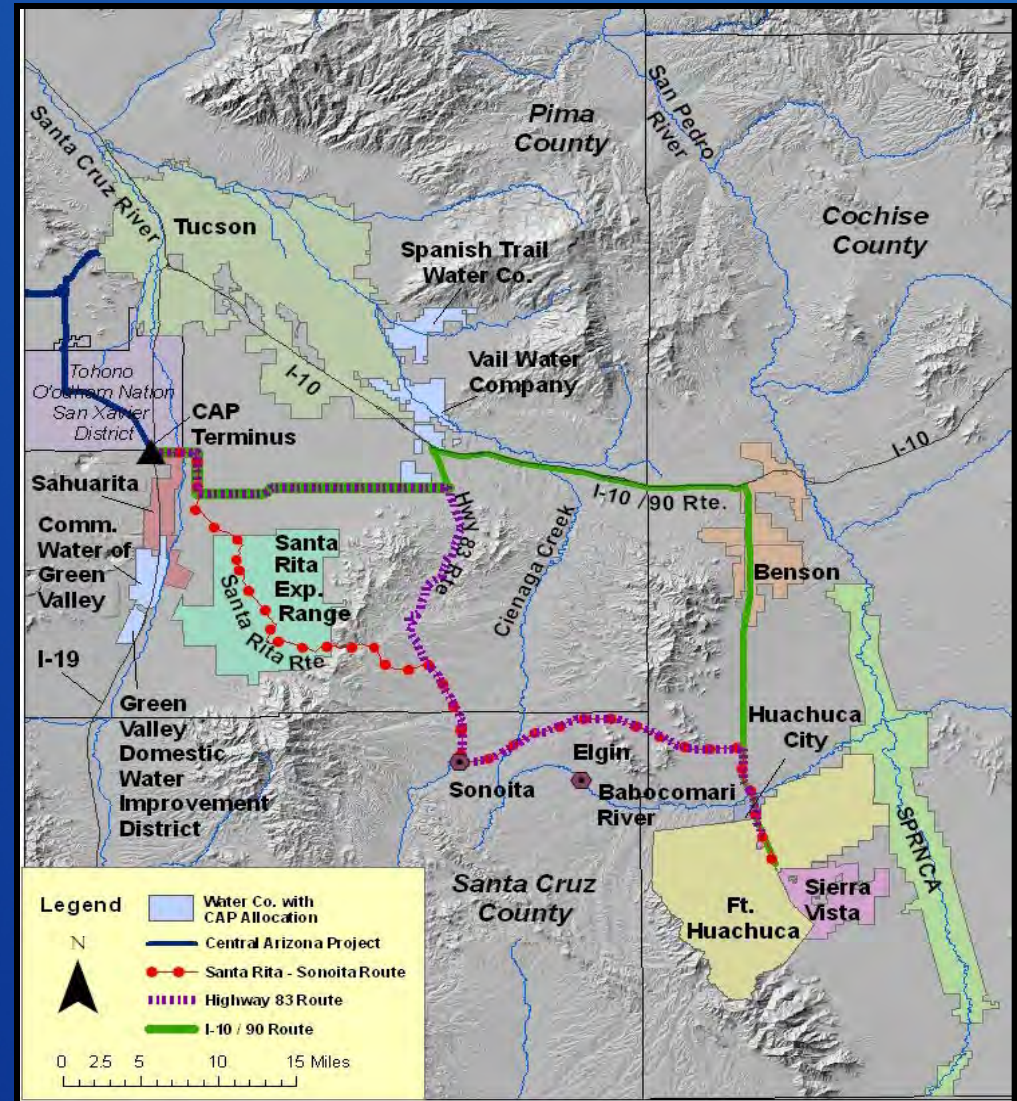 Santa Cruz River
San Pedro
River
Pima
County
Tucson
Cochise
County
Spanish Trail
Water Co.
Vail Water
Company
I-10
Tohono
O'odham Nation
San Xavier
District
CAP
Terminus
I-10
Sahuarita
I-10 / 90 Rte.
Hwy 83 Rte
Comm.
Water of
Green
Valley
Santa
Rita
Exp.
Range
Santa Rita Rte
Cienaga Creek
Benson
I-19
Green
Valley
Domestic
Water
Improvement
District
Huachuca
City
Elgin
Sonoita
Babocomari
River
SPRNCA
Santa Cruz
County
Ft.
Huachuca
Sierra
Vista
Legend
N
Water Co. with
CAP Allocation
Central Arizona Project
Santa Rita - Sonoita Route
Highway 83 Route
I-10 / 90 Route
0 2.5 5 10 15 Miles